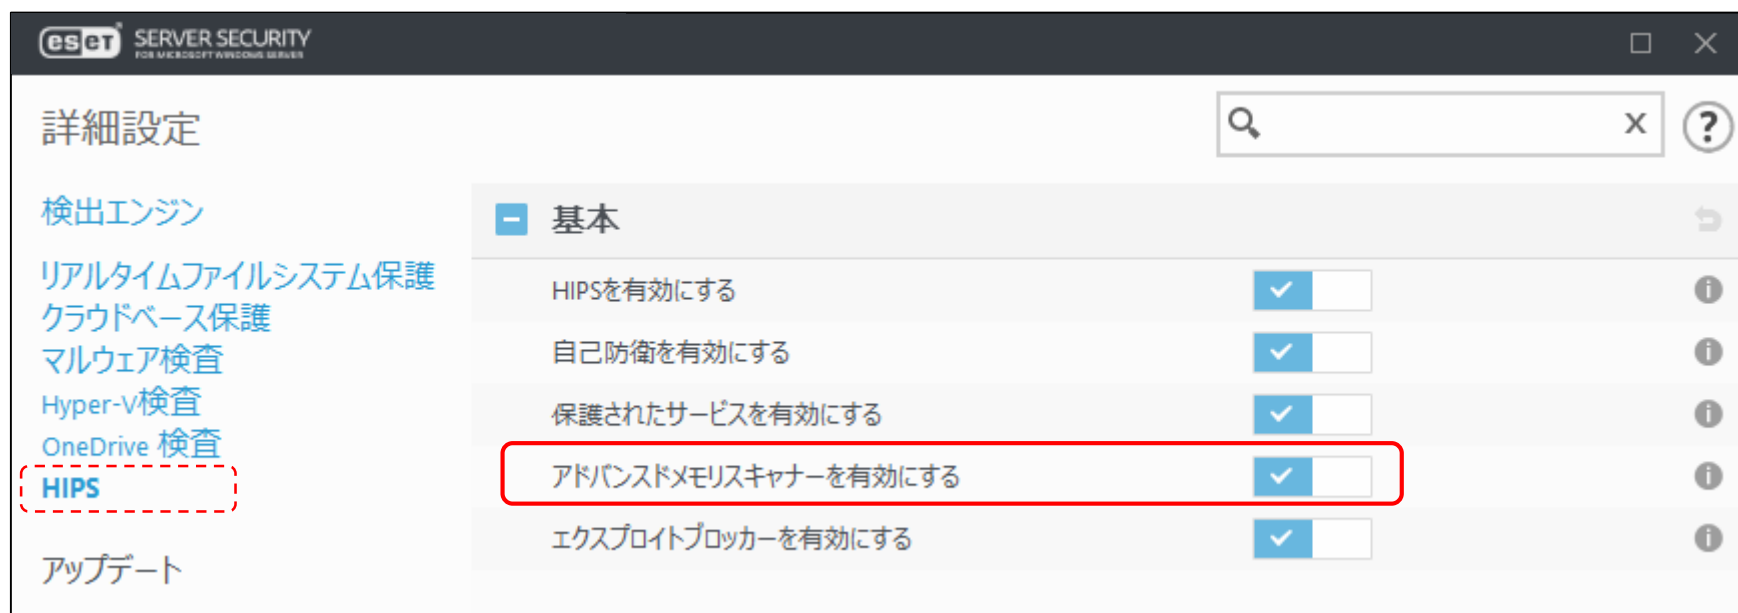 eset SERVER SECURITY
FOR MICROSOFT WINDOWS SERVER
詳細設定
X
?
検出エンジン
リアルタイムファイルシステム保護
クラウドベース保護
マルウェア検査
Hyper-V検査
OneDrive 検査
HIPS
アップデート
基本
HIPSを有効にする
自己防衛を有効にする
保護されたサービスを有効にする
アドバンスドメモリスキャナーを有効にする
エクスプロイトブロッカーを有効にする